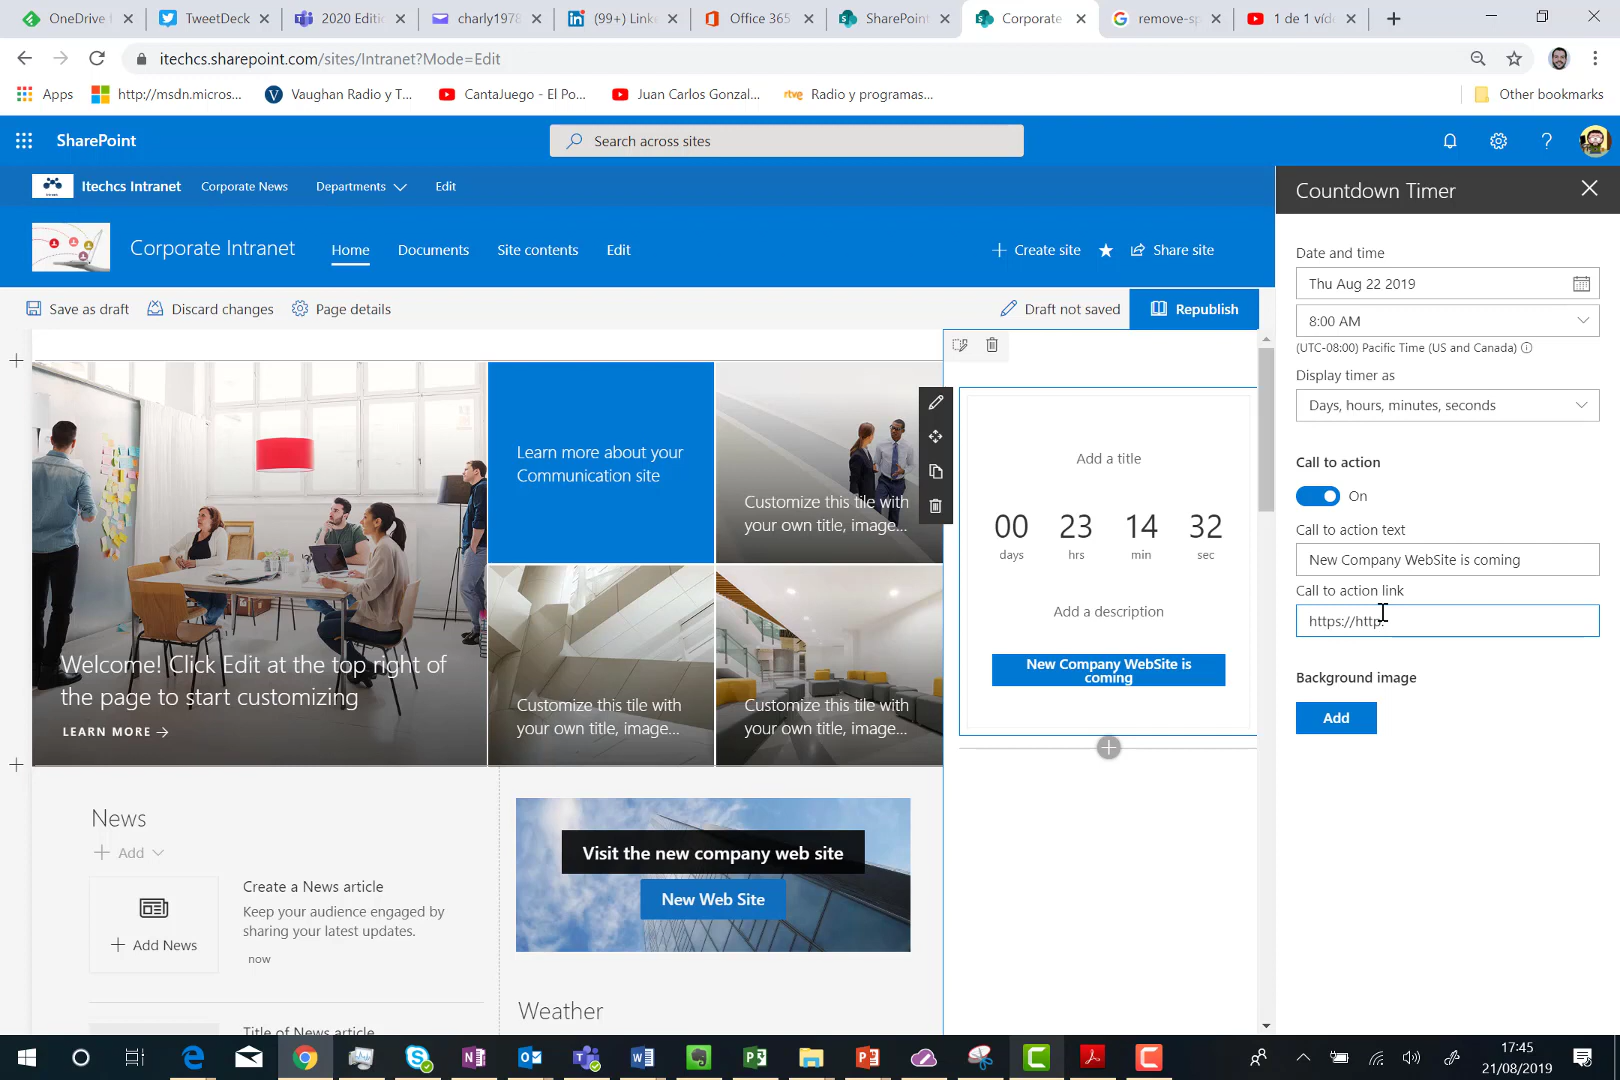 OneDrive
TweetDeck
2020 Editi
charly1978
(99+) Link
Office 365
SharePoint
Corporate
remove-sp
1 de 1 víd
itechcs.sharepoint.com/sites/Intranet?Mode=Edit
Apps
http://msdn.micros...
Vaughan Radio y T...
CantaJuego - El Po...
Juan Carlos Gonzal...
rtve
Radio y programas...
Other bookmarks
SharePoint
Search across sites
Itechcs Intranet
Corporate News
Departments
Edit
Corporate Intranet
Home
Documents
Site contents
Edit
Create site
Share site
Save as draft
Discard changes
Page details
Draft not saved
Republish
Learn more about your
Communication site
Customize this tile with
your own title, image...
Welcome! Click Edit at the top right of
the page to start customizing
LEARN MORE →
Customize this tile with
your own title, image...
Customize this tile with
your own title, image...
Add a title
00 23 14 32
days hrs min sec
Add a description
New Company WebSite is
coming
News
Add
Add News
Create a News article
Keep your audience engaged by
sharing your latest updates.
now
Title of News article
Visit the new company web site
New Web Site
Weather
Countdown Timer
Date and time
Thu Aug 22 2019
8:00 AM
(UTC-08:00) Pacific Time (US and Canada)
Display timer as
Days, hours, minutes, seconds
Call to action
On
Call to action text
New Company WebSite is coming
Call to action link
https://http:
Background image
Add
17:45
21/08/2019